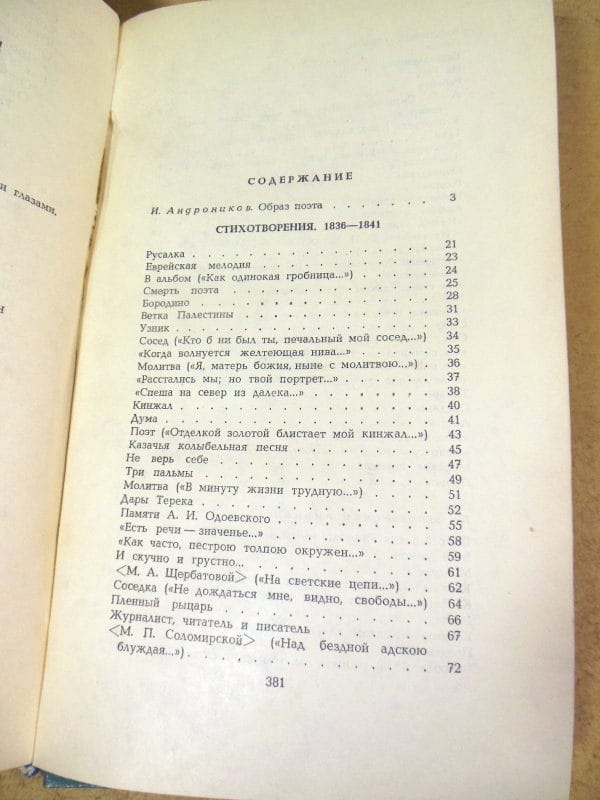 и глазами.
СОДЕРЖАНИЕ
И. Андроников. Образ поэта . . . . . . . 3
СТИХОТВОРЕНИЯ. 1836—1841
Русалка . . . . . . . . . . . . . . . 21
Еврейская мелодия . . . . . . . . . . 23
В альбом («Как одинокая гробница...») . . . . 24
Смерть поэта . . . . . . . . . . . . 25
Бородино . . . . . . . . . . . . . . 28
Ветка Палестины . . . . . . . . . . . 31
Узник . . . . . . . . . . . . . . . 33
Сосед («Кто б ни был ты, печальный мой сосед...») 34
«Когда волнуется желтеющая нива...» . . . . . 35
Молитва («Я, матерь божия, ныне с молитвою...») . 36
«Расстались мы; но твой портрет...» . . . . . 37
«Спеша на север из далека...» . . . . . . . 38
Кинжал . . . . . . . . . . . . . . . 40
Дума . . . . . . . . . . . . . . . . 41
Поэт («Отделкой золотой блистает мой кинжал...») 43
Казачья колыбельная песня . . . . . . . . 45
Не верь себе . . . . . . . . . . . . 47
Три пальмы . . . . . . . . . . . . . 49
Молитва («В минуту жизни трудную...») . . . . 51
Дары Терека . . . . . . . . . . . . . 52
Памяти А. И. Одоевского . . . . . . . . . 55
«Есть речи — значенье...» . . . . . . . . . 58
«Как часто, пестрою толпою окружен...» . . . . 59
И скучно и грустно... . . . . . . . . . . 61
<М. А. Щербатовой> («На светские цепи...») . . 62
Соседка («Не дождаться мне, видно, свободы...») 64
Пленный рыцарь . . . . . . . . . . . . 66
Журналист, читатель и писатель . . . . . . 67
<М. П. Соломирской> («Над бездной адскою
блуждая...») . . . . . . . . . . . . . 72
381